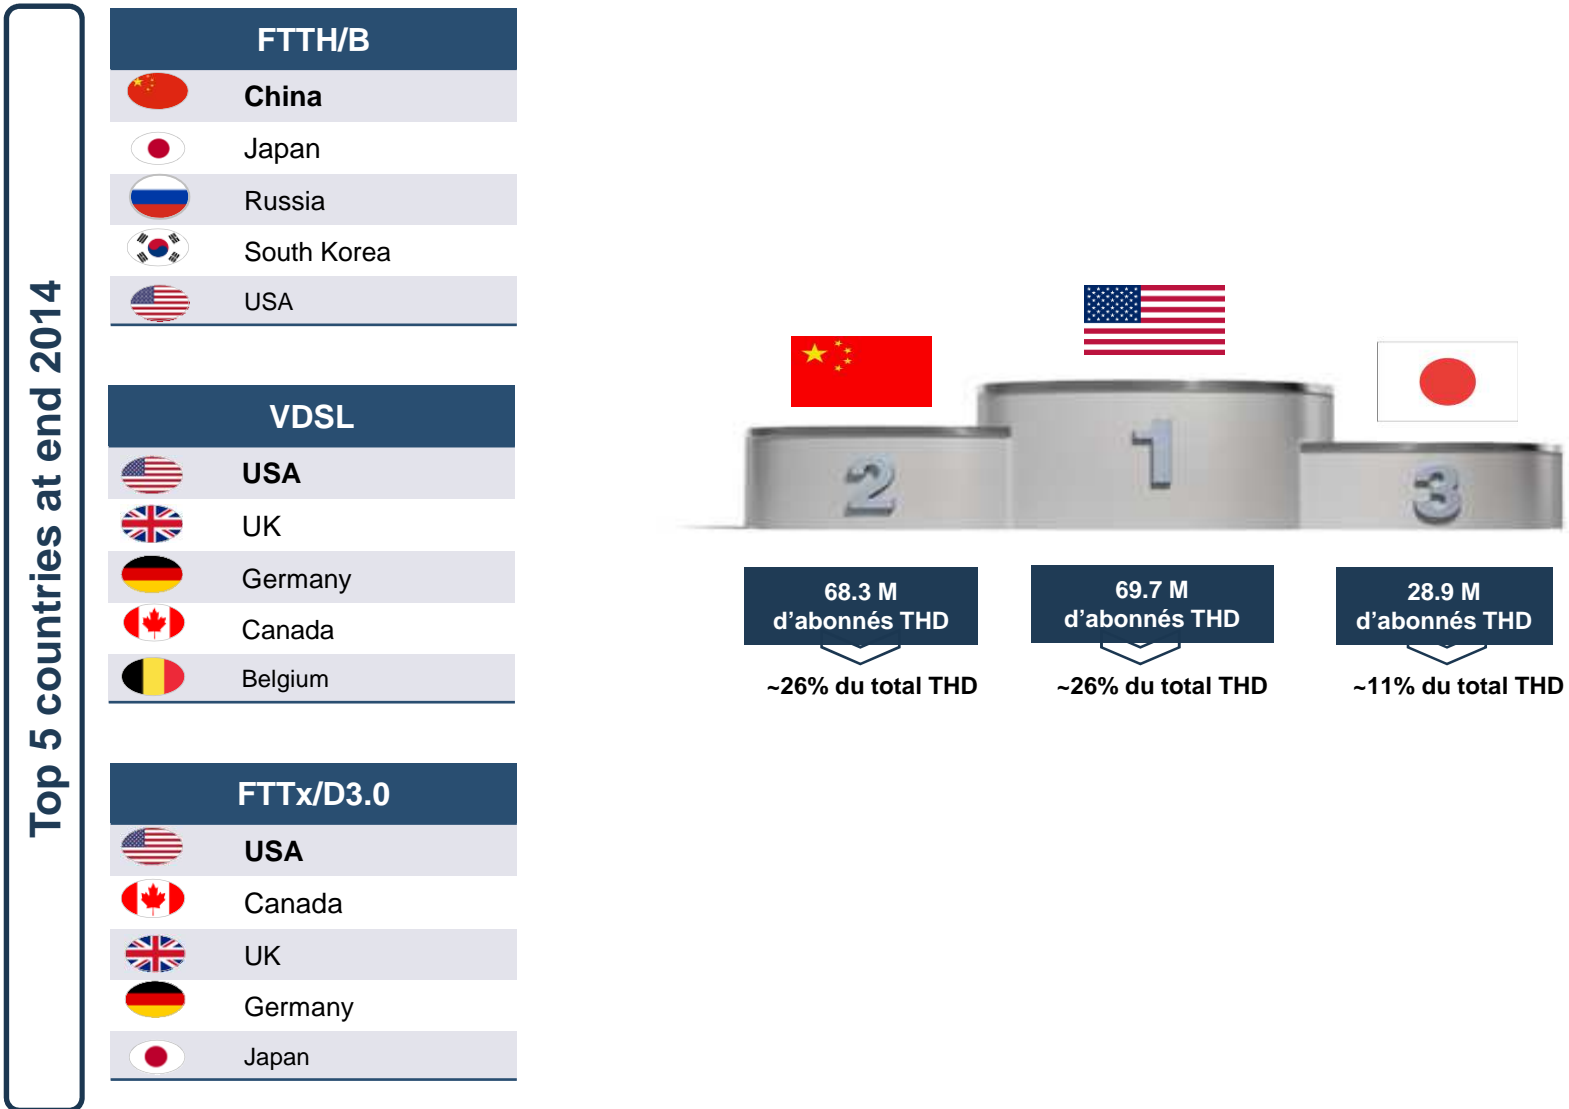 Top 5 countries at end 2014
FTTH/B
China
Japan
Russia
South Korea
USA
VDSL
USA
UK
Germany
Canada
Belgium
FTTx/D3.0
USA
Canada
UK
Germany
Japan
2
1
3
68.3 M
d’abonnés THD
~26% du total THD
69.7 M
d’abonnés THD
~26% du total THD
28.9 M
d’abonnés THD
~11% du total THD